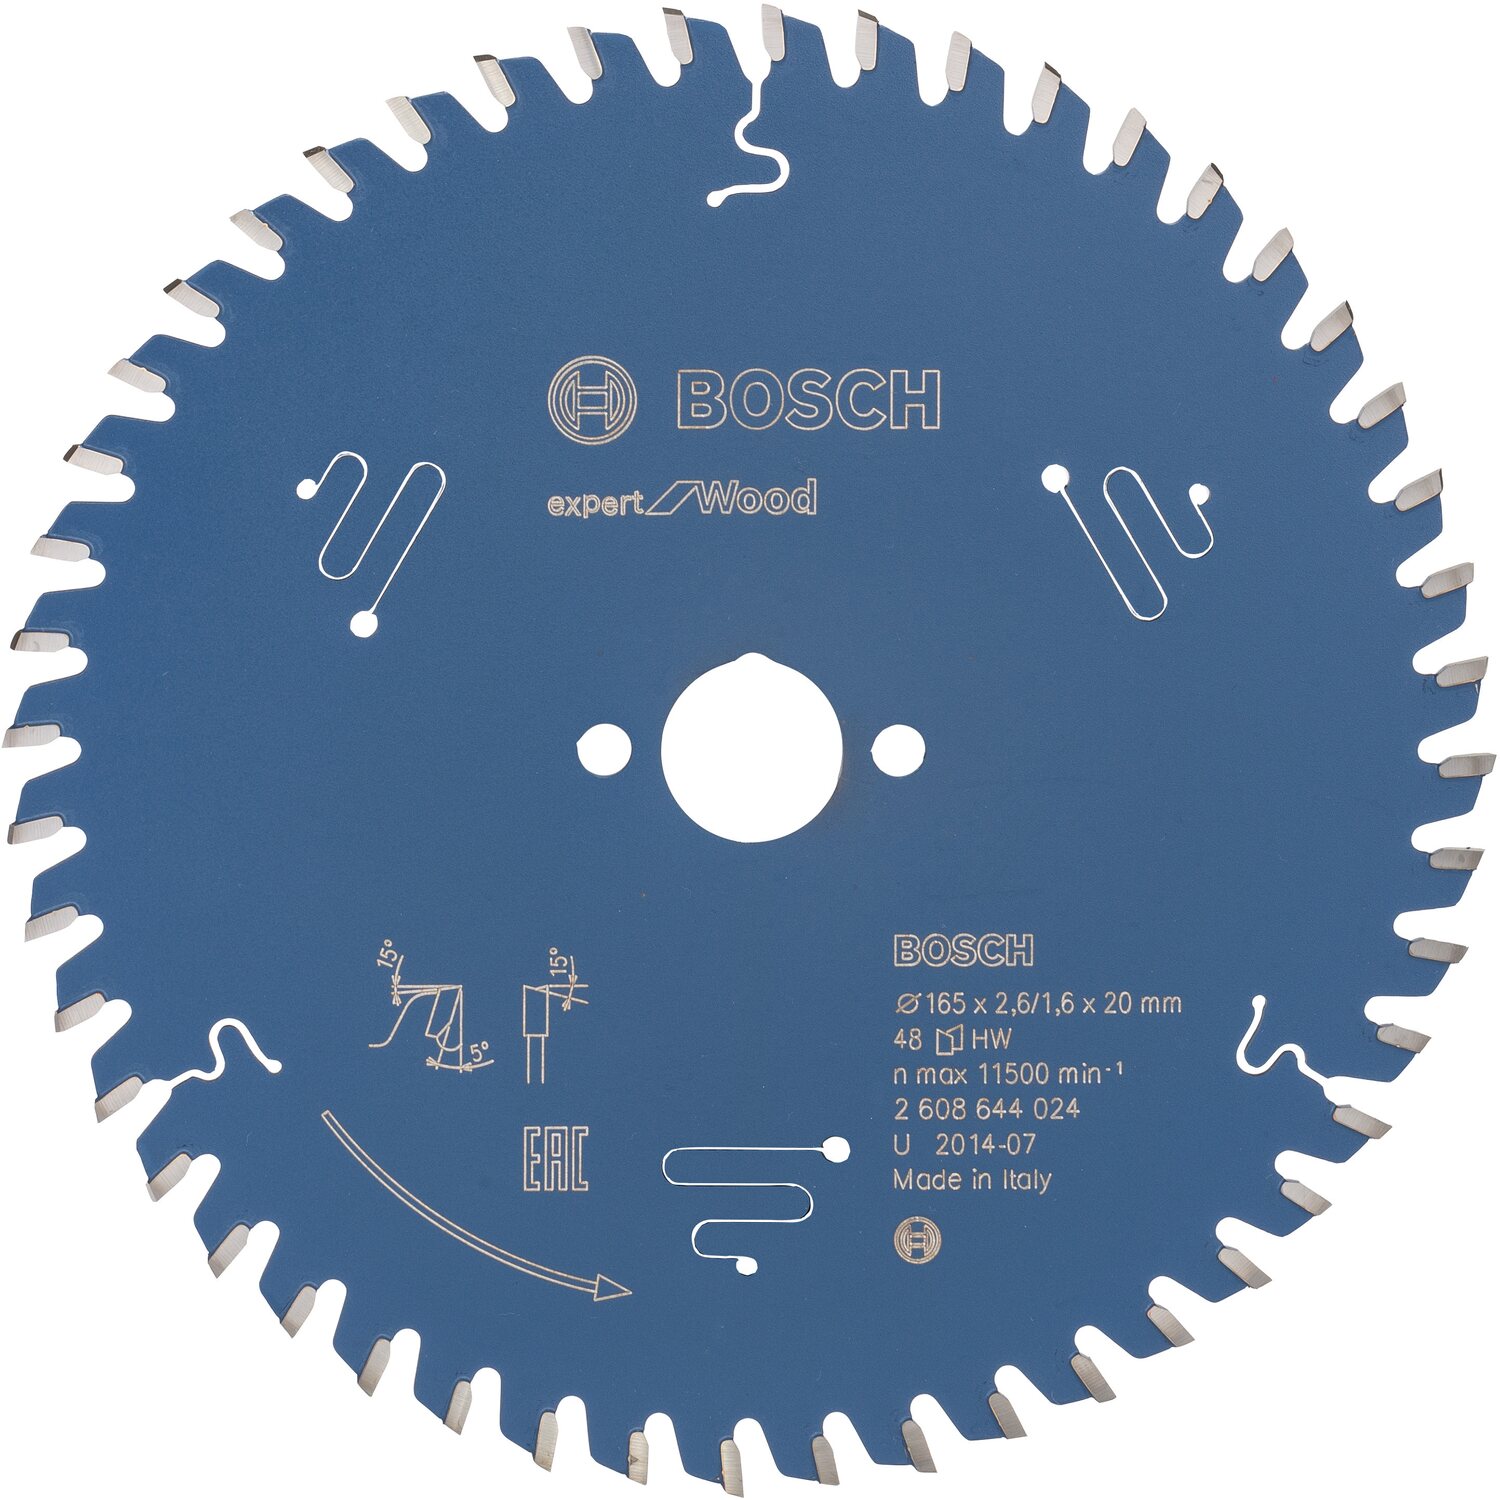 BOSCH
expert for Wood
15°
15°
5°
EAC
BOSCH
Ø 165 x 2,6/1,6 x 20 mm
48 HW
n max 11500 min-¹
2 608 644 024
U 2014-07
Made in Italy